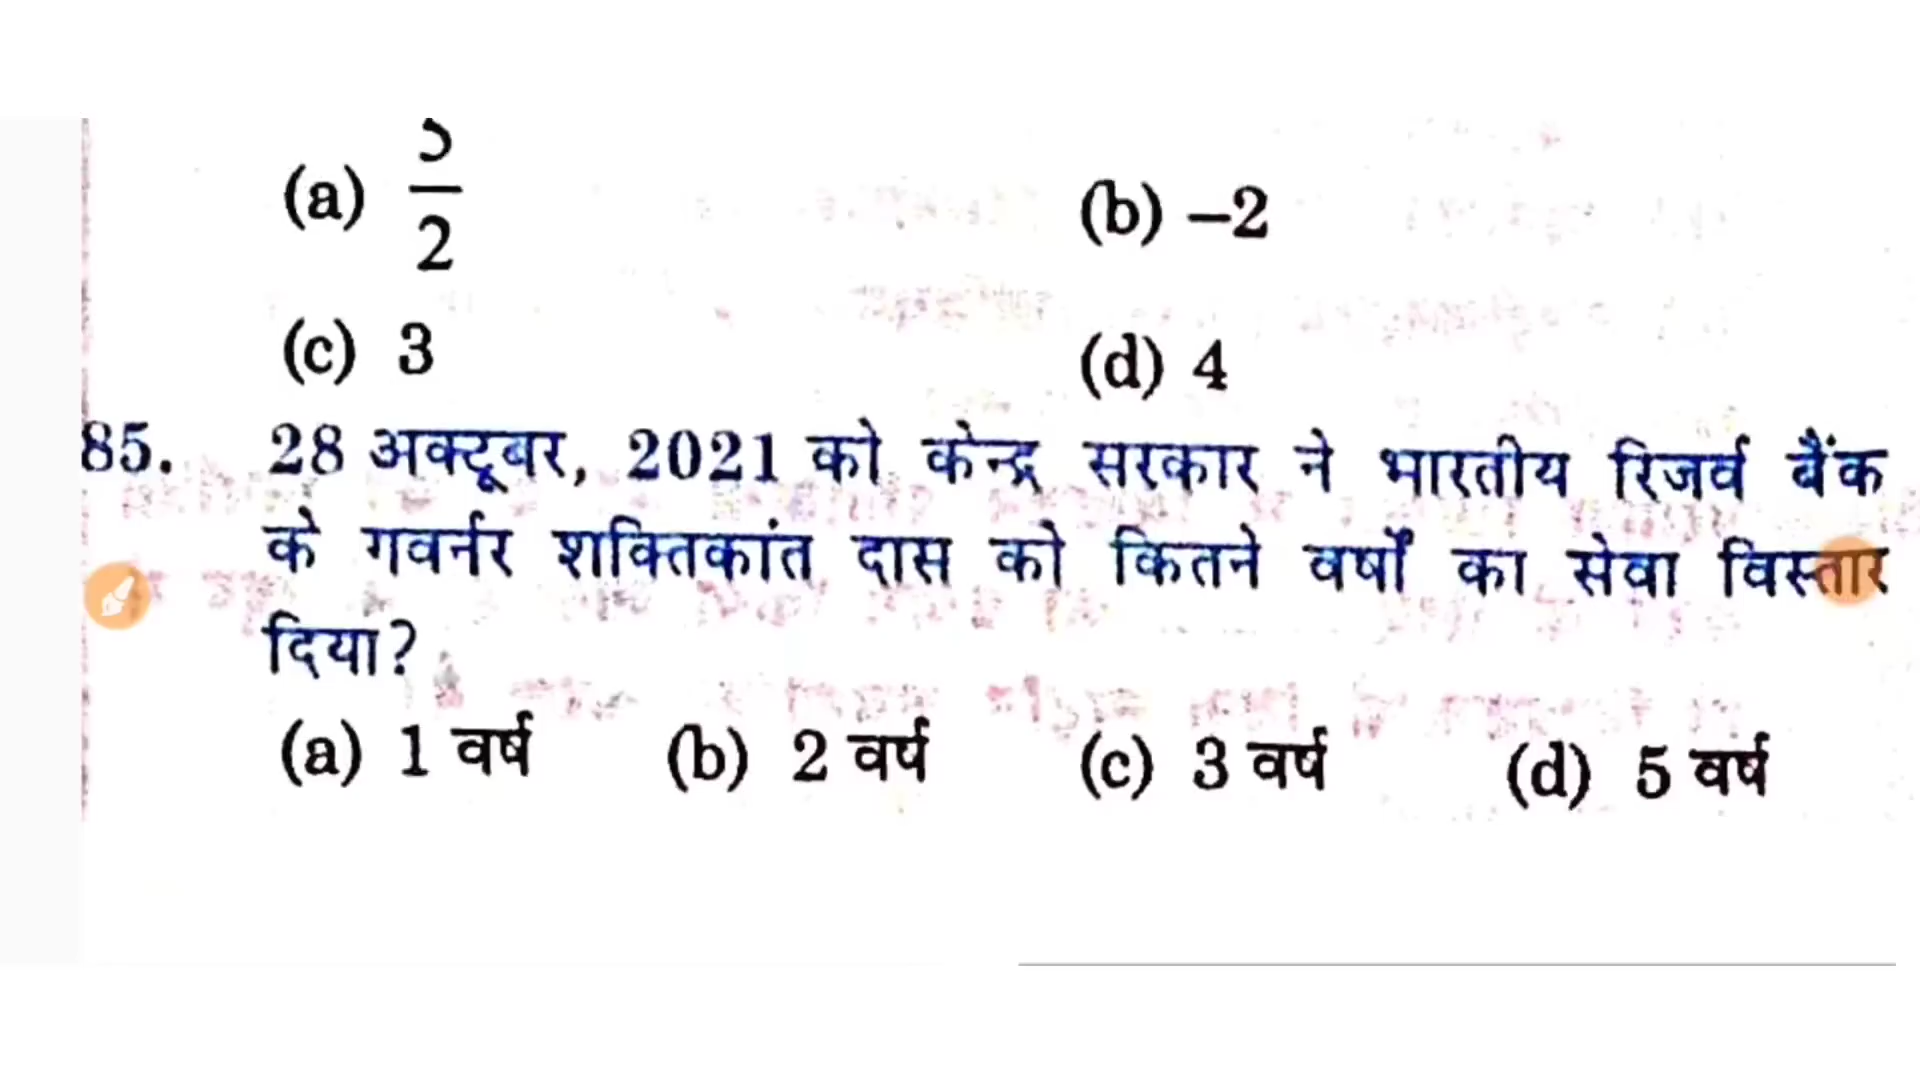 (a) 5/2 (b) –2
(c) 3 (d) 4
85. 28 अक्टूबर, 2021 को केन्द्र सरकार ने भारतीय रिजर्व बैंक
के गवर्नर शक्तिकांत दास को कितने वर्षों का सेवा विस्तार
दिया?
(a) 1 वर्ष (b) 2 वर्ष (c) 3 वर्ष (d) 5 वर्ष